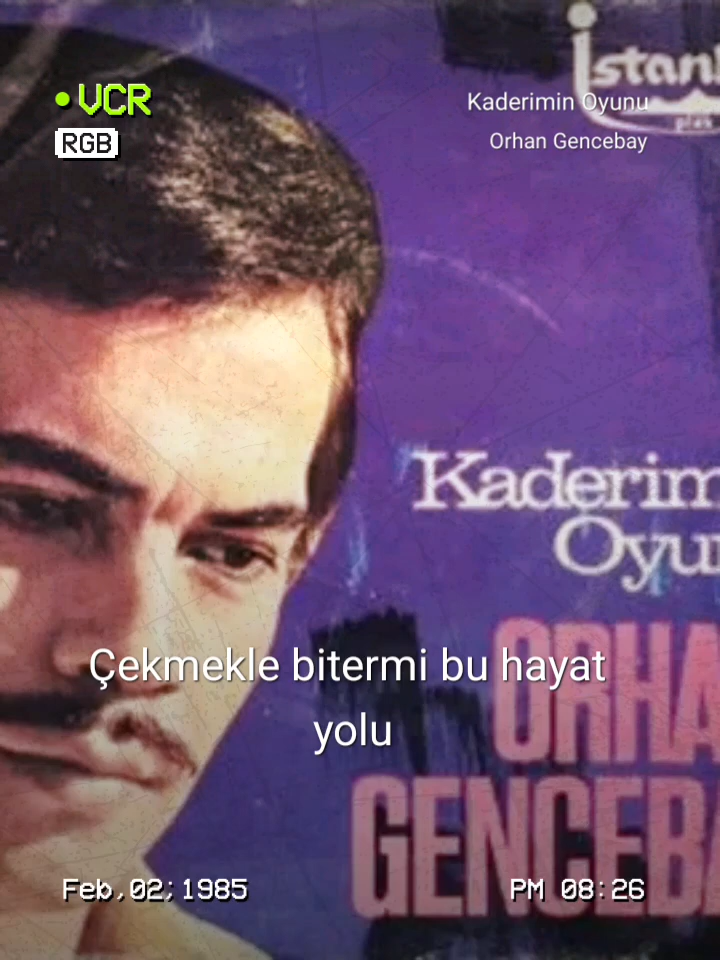 İstan
plak
• VCR
Kaderimin Oyunu
RGB
Orhan Gencebay
Kaderim
Oyu
ORHA
Çekmekle bitermi bu hayat
yolu
GENCEBA
Feb,02;1985
PM 08:26